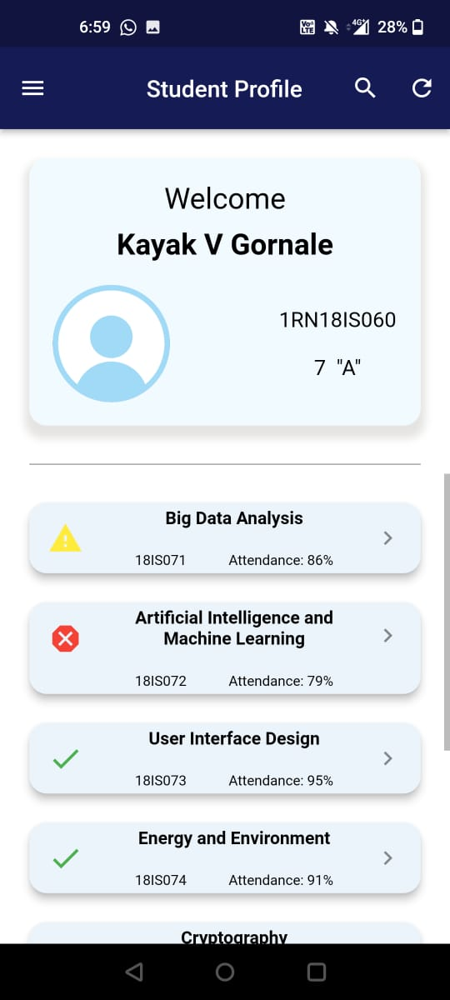 6:59 VoD LTE 4G+ 28%
Student Profile
Welcome
Kayak V Gornale
1RN18IS060
7 "A"
Big Data Analysis
18IS071 Attendance: 86%
Artificial Intelligence and
Machine Learning
18IS072 Attendance: 79%
User Interface Design
18IS073 Attendance: 95%
Energy and Environment
18IS074 Attendance: 91%
Cryptography